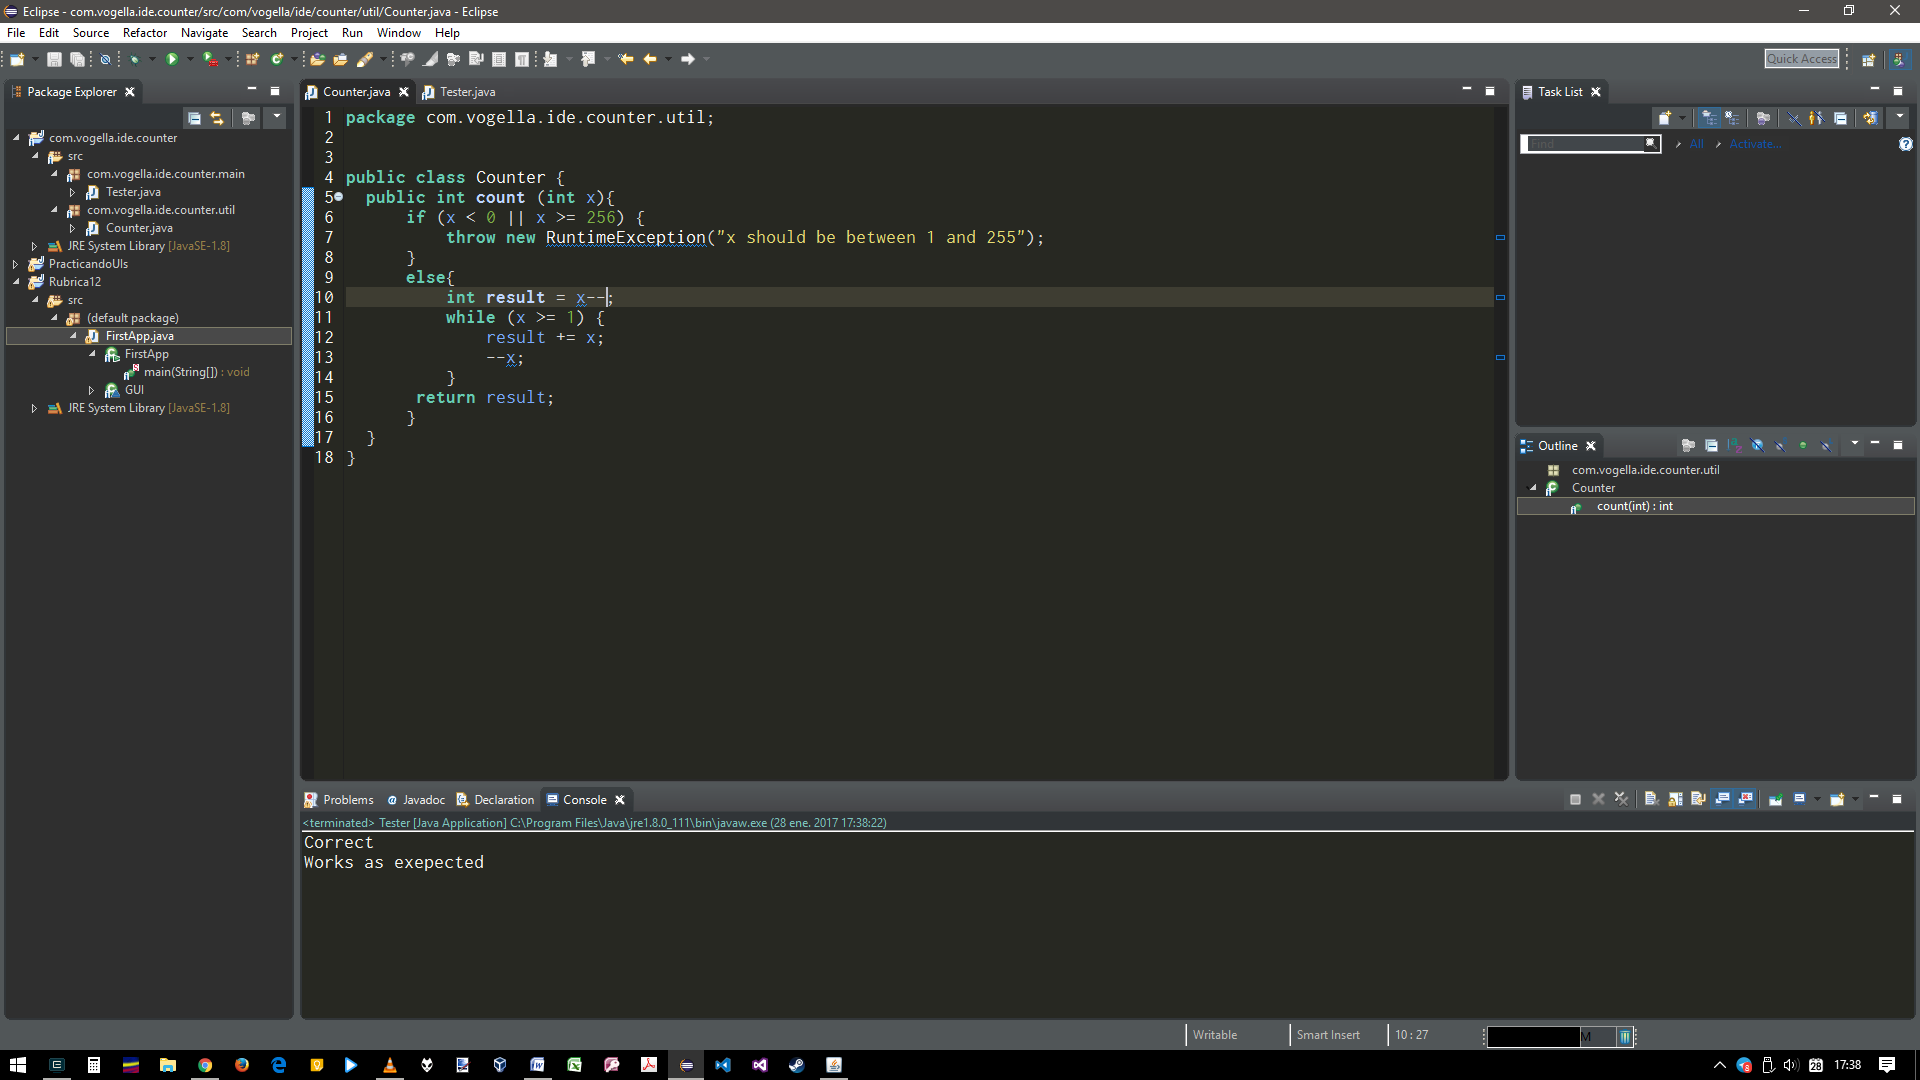 Eclipse - com.vogella.ide.counter/src/com/vogella/ide/counter/util/Counter.java - Eclipse
File Edit Source Refactor Navigate Search Project Run Window Help
Quick Access
Package Explorer
com.vogella.ide.counter
src
com.vogella.ide.counter.main
Tester.java
com.vogella.ide.counter.util
Counter.java
JRE System Library [JavaSE-1.8]
PracticandoUIs
Rubrica12
src
(default package)
FirstApp.java
FirstApp
main(String[]) : void
GUI
JRE System Library [JavaSE-1.8]
Counter.java Tester.java
1 package com.vogella.ide.counter.util;
2
3
4 public class Counter {
5 public int count (int x){
6 if (x < 0 || x >= 256) {
7 throw new RuntimeException("x should be between 1 and 255");
8 }
9 else{
10 int result = x--;
11 while (x >= 1) {
12 result += x;
13 --x;
14 }
15 return result;
16 }
17 }
18 }
Task List
Find All Activate...
Outline
com.vogella.ide.counter.util
Counter
count(int) : int
Problems Javadoc Declaration Console
<terminated> Tester [Java Application] C:\Program Files\Java\jre1.8.0_111\bin\javaw.exe (28 ene. 2017 17:38:22)
Correct
Works as exepected
Writable Smart Insert 10 : 27
28 17:38